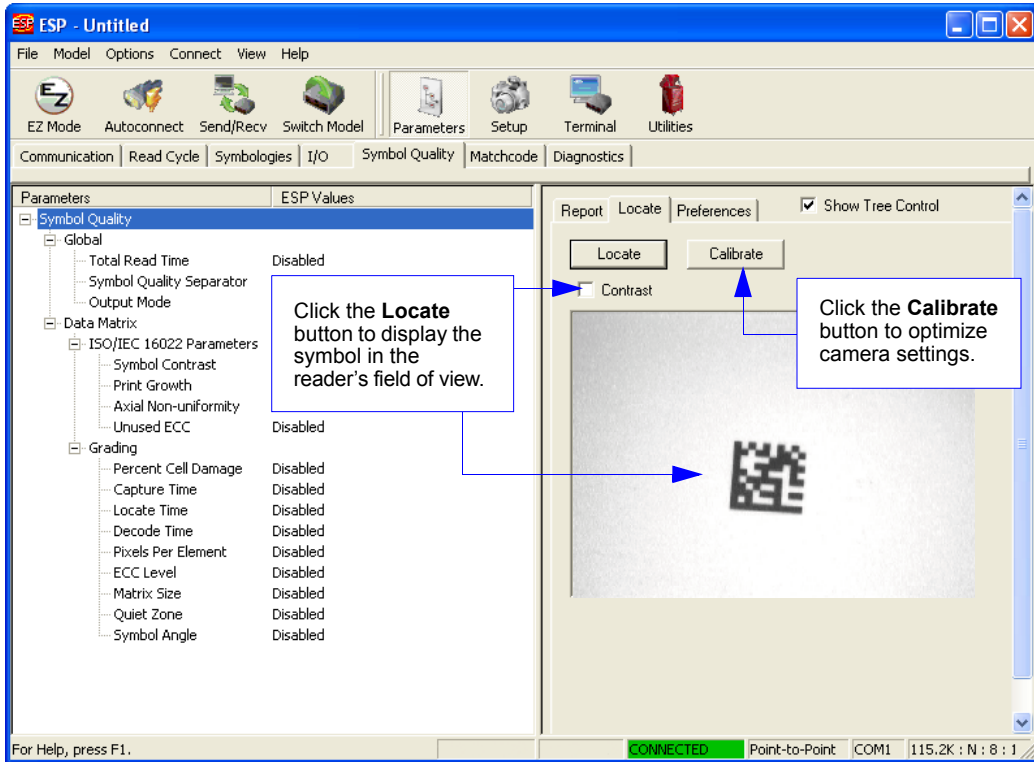 ESP - Untitled
File Model Options Connect View Help
EZ Mode Autoconnect Send/Recv Switch Model Parameters Setup Terminal Utilities
Communication Read Cycle Symbologies I/O Symbol Quality Matchcode Diagnostics
Parameters ESP Values
Symbol Quality
Global
Total Read Time Disabled
Symbol Quality Separator
Output Mode
Data Matrix
ISO/IEC 16022 Parameters
Symbol Contrast
Print Growth
Axial Non-uniformity
Unused ECC Disabled
Grading
Percent Cell Damage Disabled
Capture Time Disabled
Locate Time Disabled
Decode Time Disabled
Pixels Per Element Disabled
ECC Level Disabled
Matrix Size Disabled
Quiet Zone Disabled
Symbol Angle Disabled
Report Locate Preferences Show Tree Control
Locate Calibrate
Contrast
Click the Locate
button to display the
symbol in the
reader's field of view.
Click the Calibrate
button to optimize
camera settings.
For Help, press F1. CONNECTED Point-to-Point COM1 115.2K : N : 8 : 1